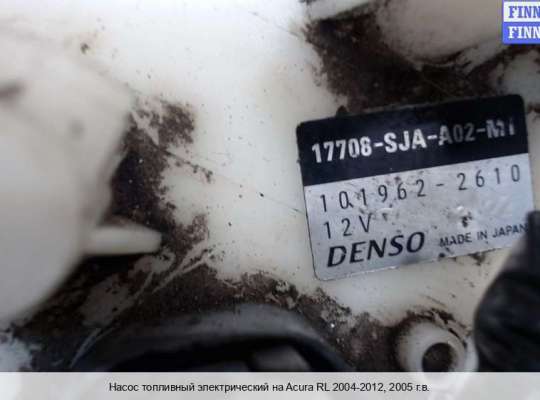 FINN
FINN
17708-SJA-A02-M1
101962-2610
12V
DENSO MADE IN JAPAN
Насос топливный электрический на Acura RL 2004-2012, 2005 г.в.